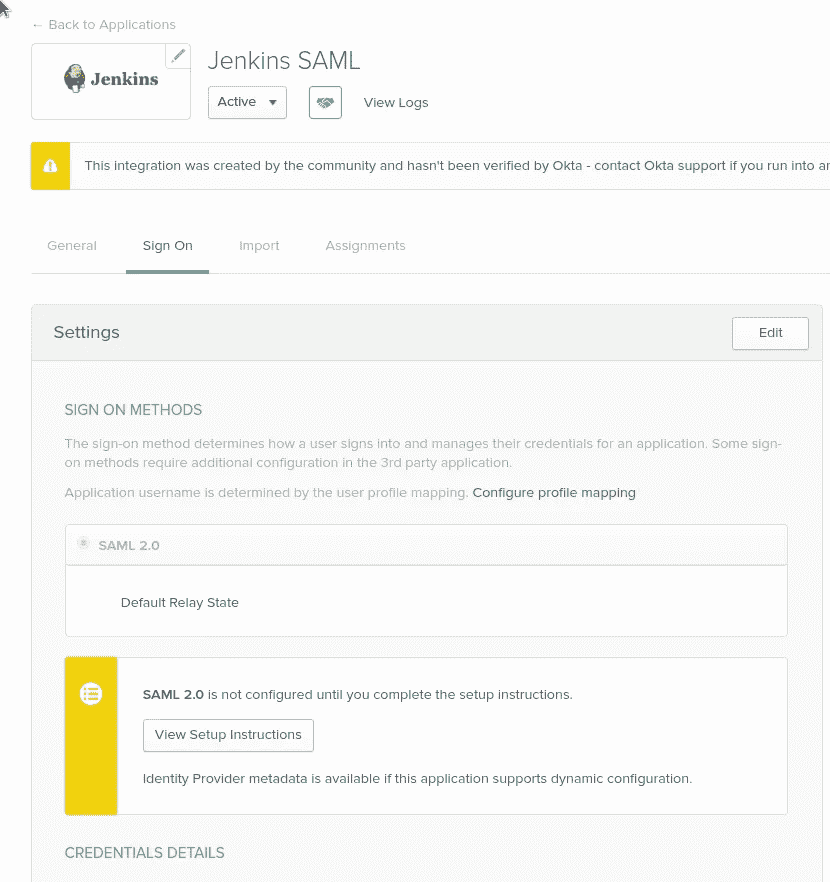 ← Back to Applications
Jenkins
Jenkins SAML
Active
View Logs
This integration was created by the community and hasn't been verified by Okta - contact Okta support if you run into
General
Sign On
Import
Assignments
Settings
Edit
SIGN ON METHODS
The sign-on method determines how a user signs into and manages their credentials for an application. Some sign-
on methods require additional configuration in the 3rd party application.
Application username is determined by the user profile mapping. Configure profile mapping
SAML 2.0
Default Relay State
SAML 2.0 is not configured until you complete the setup instructions.
View Setup Instructions
Identity Provider metadata is available if this application supports dynamic configuration.
CREDENTIALS DETAILS